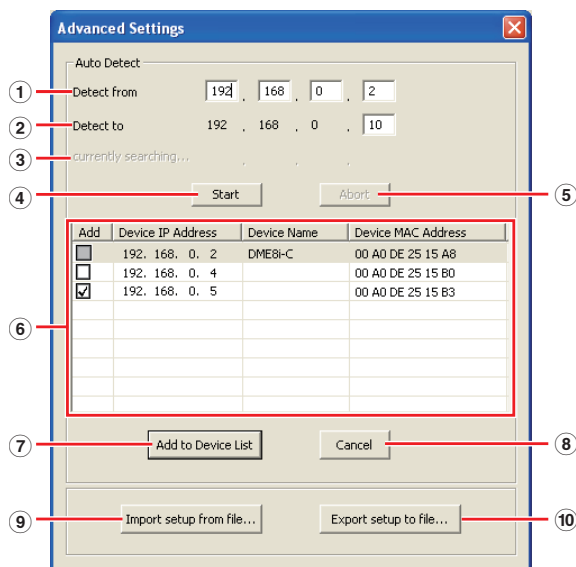 Advanced Settings
Auto Detect
① Detect from 192 . 168 . 0 . 2
② Detect to 192 . 168 . 0 . 10
③ currently searching... . . .
④ Start Abort ⑤
Add Device IP Address Device Name Device MAC Address
192. 168. 0. 2 DME8i-C 00 A0 DE 25 15 A8
192. 168. 0. 4 00 A0 DE 25 15 B0
⑥ 192. 168. 0. 5 00 A0 DE 25 15 B3
⑦ Add to Device List Cancel ⑧
⑨ Import setup from file... Export setup to file... ⑩